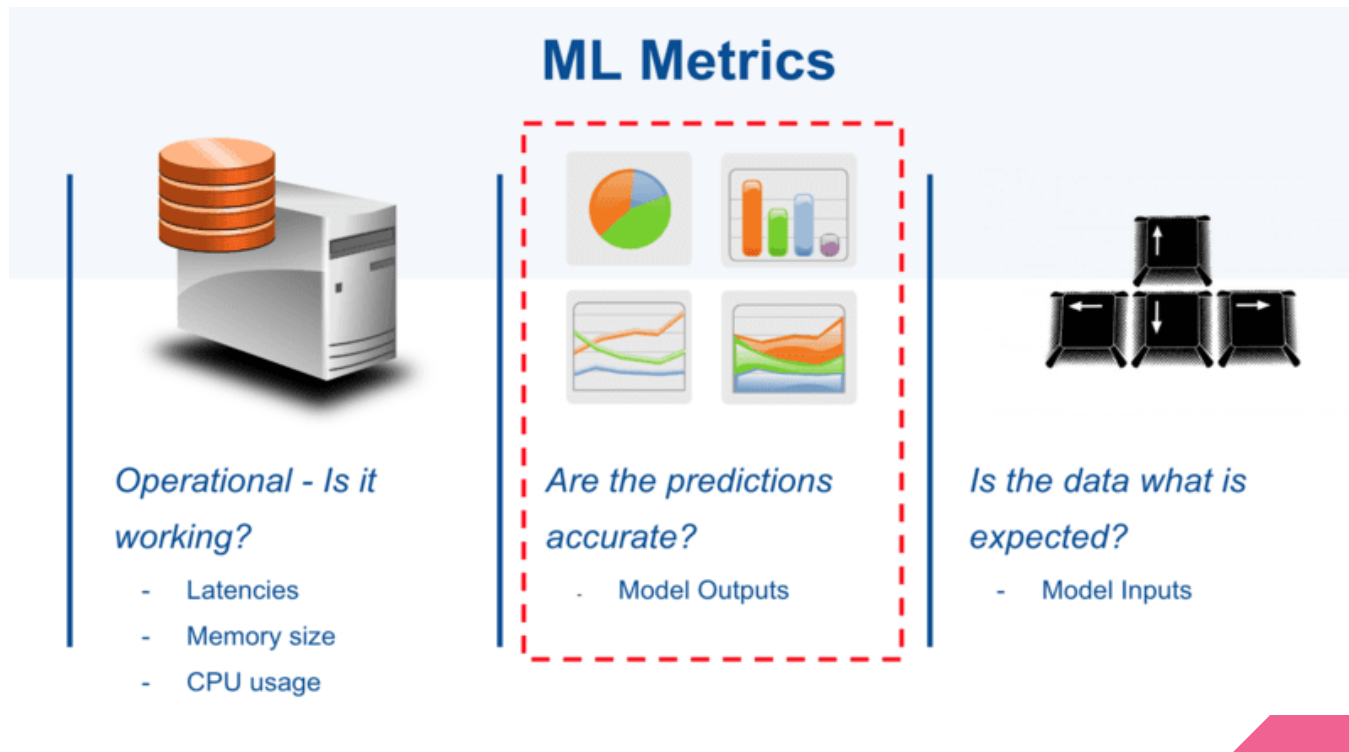 ML Metrics
Operational - Is it
working?
- Latencies
- Memory size
- CPU usage
Are the predictions
accurate?
- Model Outputs
Is the data what is
expected?
- Model Inputs